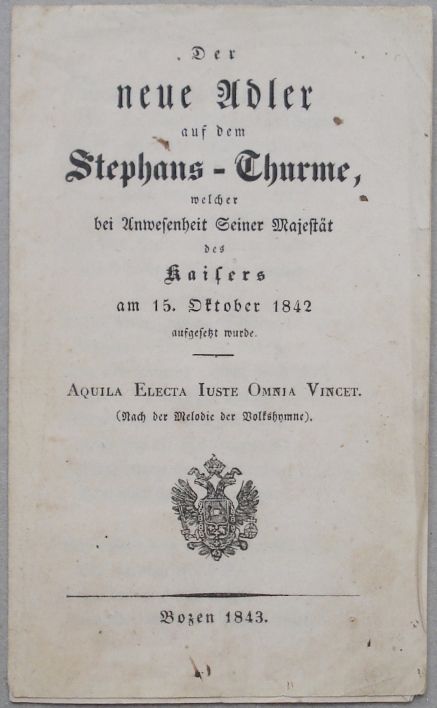 Der
neue Adler
auf dem
Stephans-Thurme,
welcher
bei Anwesenheit Seiner Majestät
des
Kaisers
am 15. Oktober 1842
aufgesetzt wurde.
AQUILA ELECTA IUSTE OMNIA VINCET.
(Nach der Melodie der Volkshymne).
Bozen 1843.